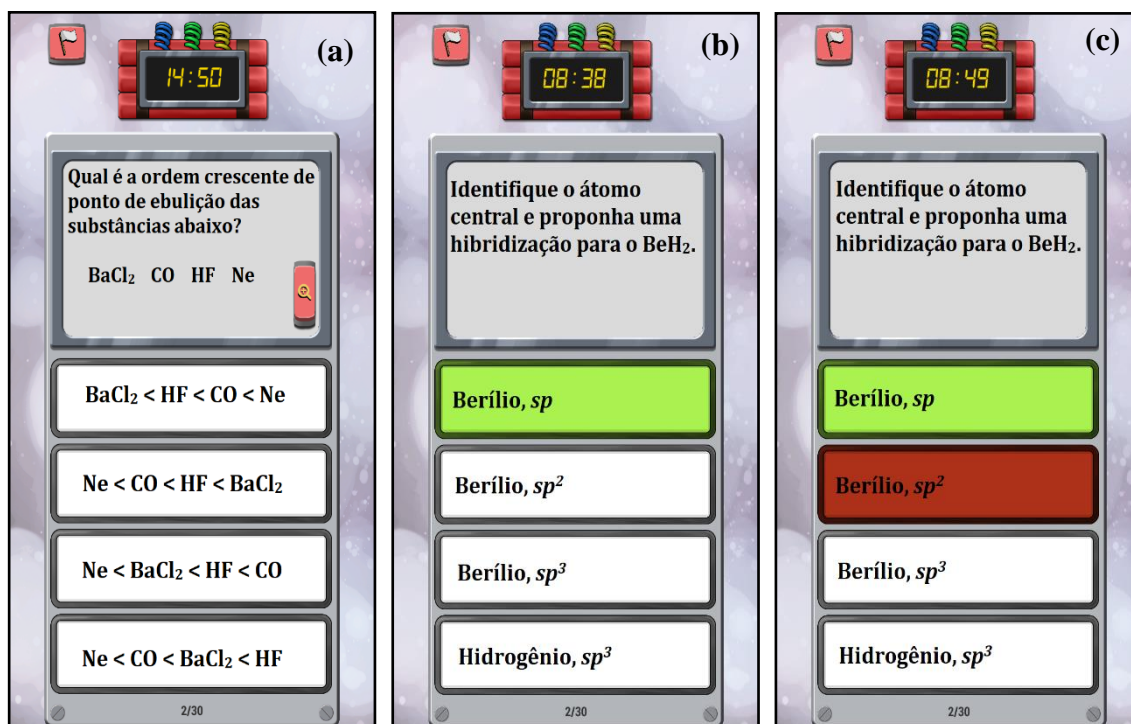 (a)
14:50
Qual é a ordem crescente de
ponto de ebulição das
substâncias abaixo?
BaCl₂ CO HF Ne
BaCl₂ < HF < CO < Ne
Ne < CO < HF < BaCl₂
Ne < BaCl₂ < HF < CO
Ne < CO < BaCl₂ < HF
2/30
(b)
08:38
Identifique o átomo
central e proponha uma
hibridização para o BeH₂.
Berílio, sp
Berílio, sp²
Berílio, sp³
Hidrogênio, sp³
2/30
(c)
08:49
Identifique o átomo
central e proponha uma
hibridização para o BeH₂.
Berílio, sp
Berílio, sp²
Berílio, sp³
Hidrogênio, sp³
2/30